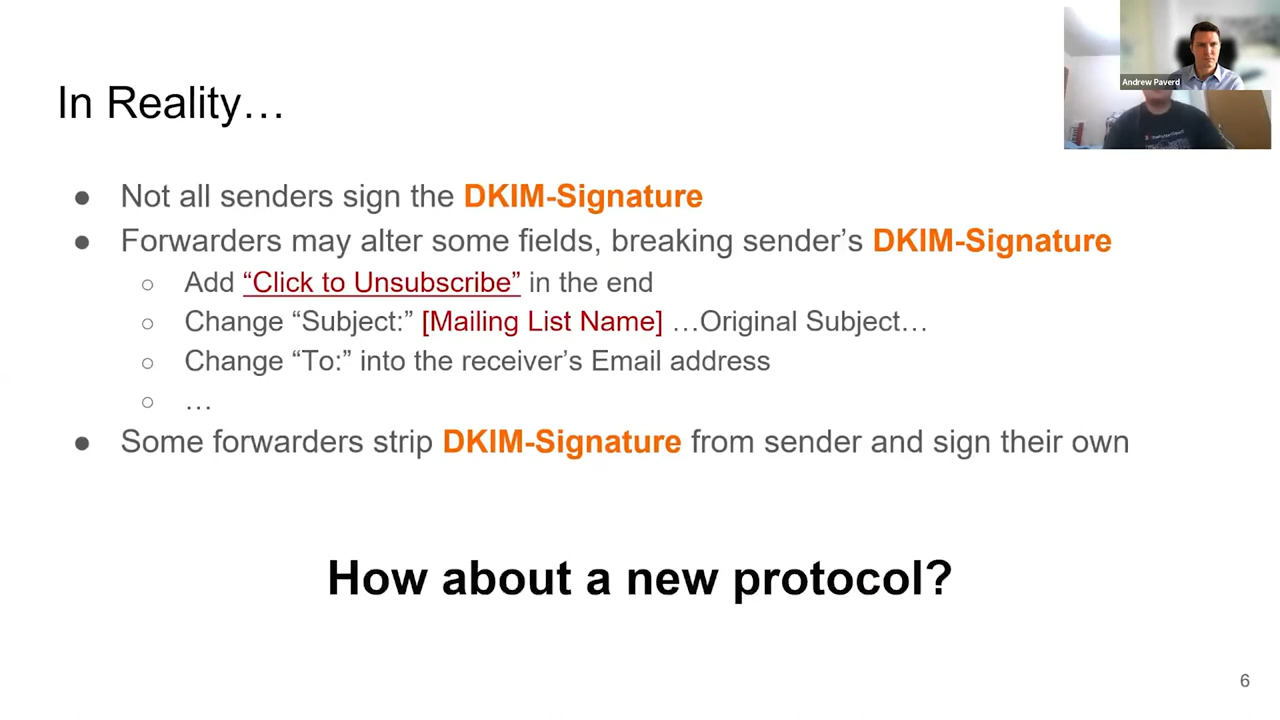 In Reality…
Andrew Paverd
● Not all senders sign the DKIM-Signature
● Forwarders may alter some fields, breaking sender’s DKIM-Signature
○ Add “Click to Unsubscribe” in the end
○ Change “Subject:” [Mailing List Name] …Original Subject…
○ Change “To:” into the receiver’s Email address
○ …
● Some forwarders strip DKIM-Signature from sender and sign their own
How about a new protocol?
6